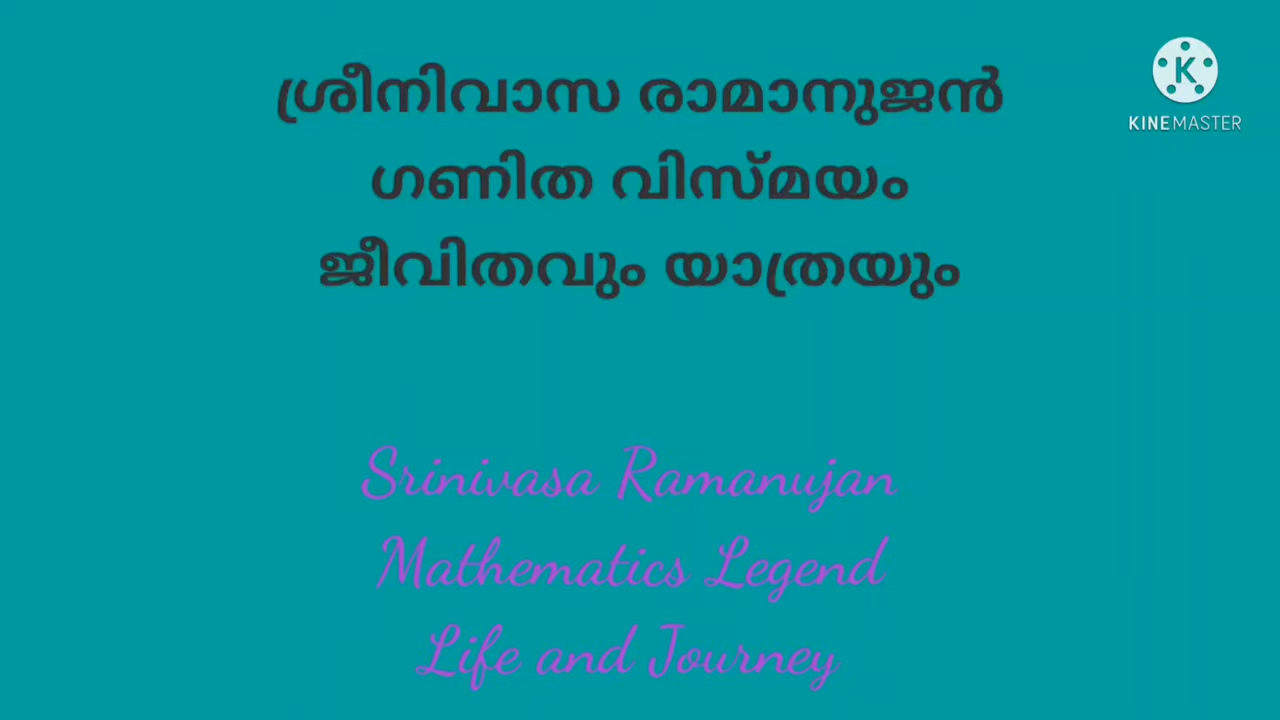 ശ്രീനിവാസ രാമാനുജൻ
ഗണിത വിസ്മയം
ജീവിതവും യാത്രയും
K
KINEMASTER
Srinivasa Ramanujan
Mathematics Legend
Life and Journey